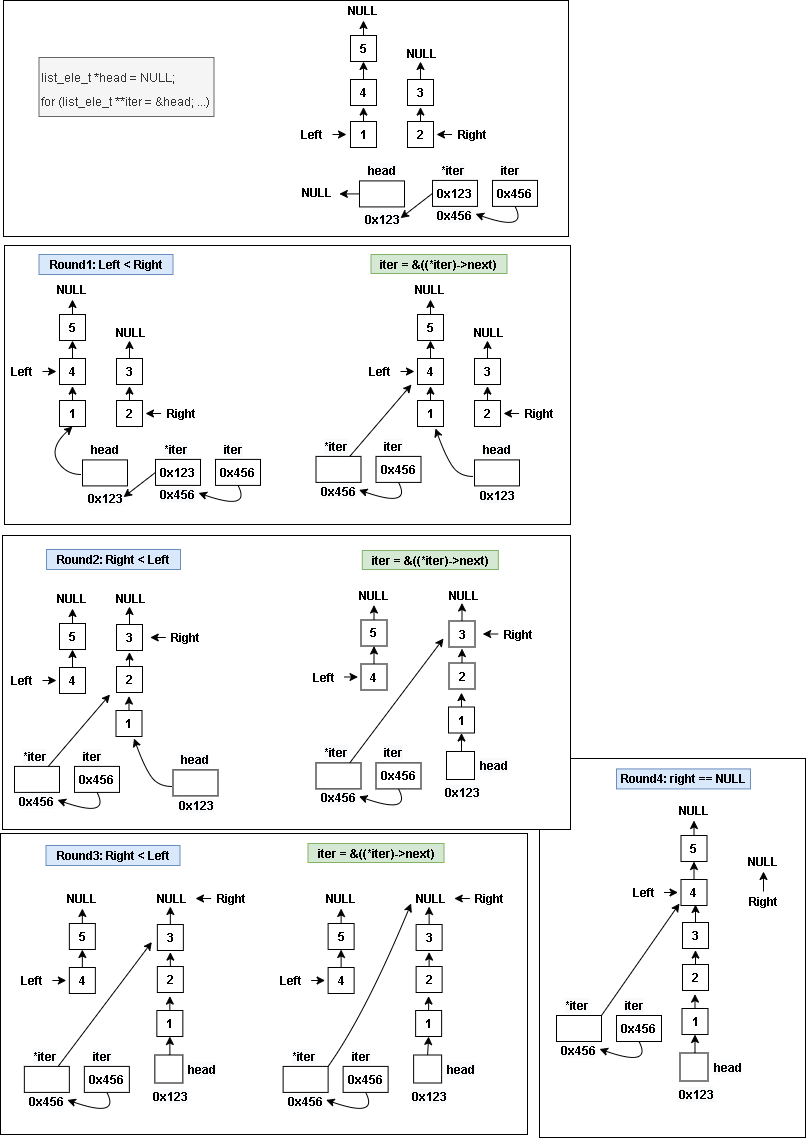 list_ele_t *head = NULL;
for (list_ele_t **iter = &head; ...)
NULL
5
NULL
4
3
Left
1
2
Right
head
*iter
iter
NULL
0x123
0x456
0x123
0x456
Round1: Left < Right
NULL
5
NULL
Left
4
3
1
2
Right
head
*iter
iter
0x123
0x456
0x123
0x456
iter = &((*iter)->next)
NULL
5
NULL
Left
4
3
1
2
Right
*iter
iter
head
0x456
0x456
0x123
Round2: Right < Left
NULL
NULL
5
3
Right
Left
4
2
1
*iter
iter
head
0x456
0x456
0x123
iter = &((*iter)->next)
NULL
NULL
5
3
Right
Left
4
2
1
*iter
iter
head
0x456
0x456
0x123
Round3: Right < Left
NULL
NULL
Right
5
3
Left
4
2
1
*iter
iter
head
0x456
0x456
0x123
iter = &((*iter)->next)
NULL
NULL
Right
5
3
Left
4
2
1
*iter
iter
head
0x456
0x456
0x123
Round4: right == NULL
NULL
5
NULL
Left
4
Right
3
2
*iter
iter
1
0x456
0x456
head
0x123